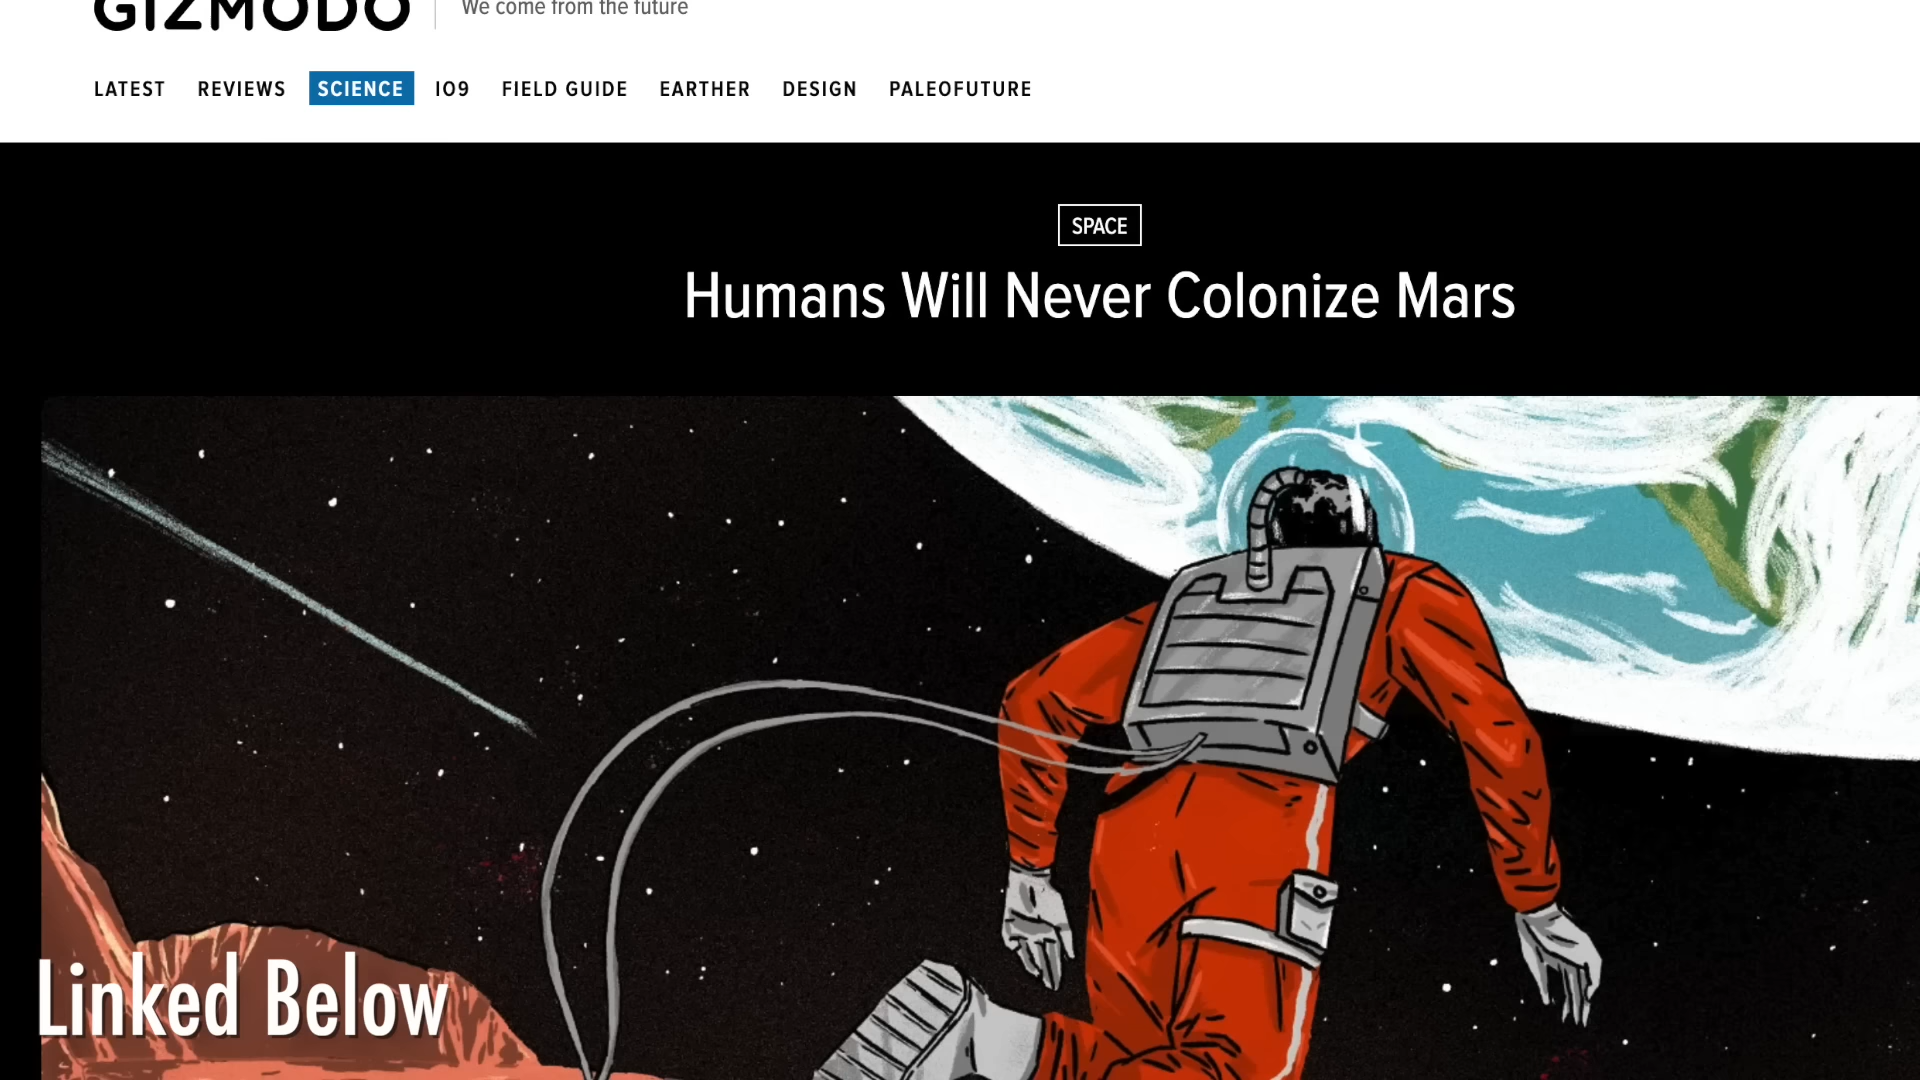 GIZMODO
We come from the future
LATEST REVIEWS SCIENCE IO9 FIELD GUIDE EARTHER DESIGN PALEOFUTURE
SPACE
Humans Will Never Colonize Mars
Linked Below